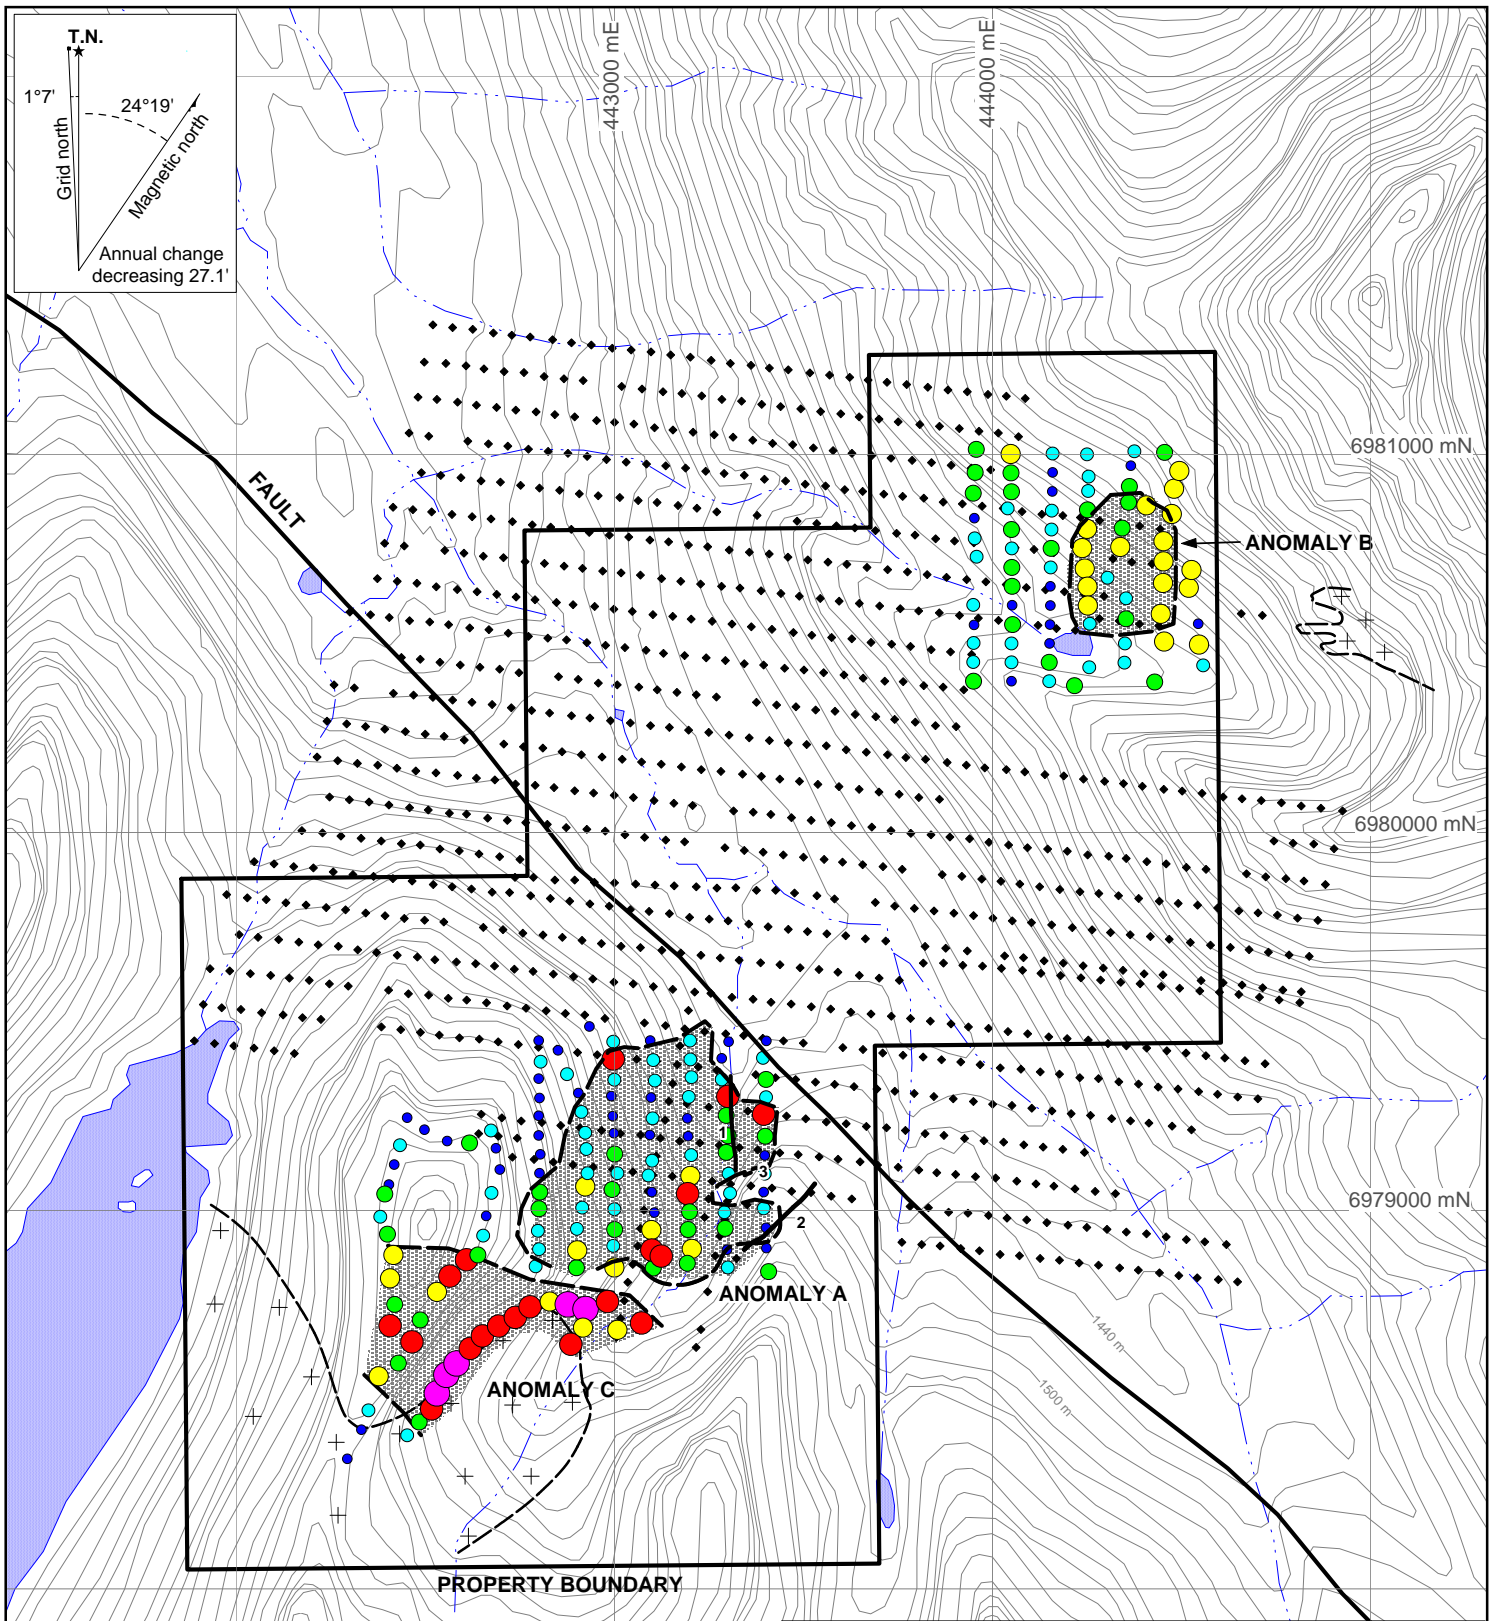 T.N.
1°7'
24°19'
Grid north
Magnetic north
Annual change
decreasing 27.1'
443000 mE
444000 mE
6981000 mN
FAULT
ANOMALY B
6980000 mN
1
3
6979000 mN
2
ANOMALY A
1440 m
ANOMALY C
1500 m
PROPERTY BOUNDARY